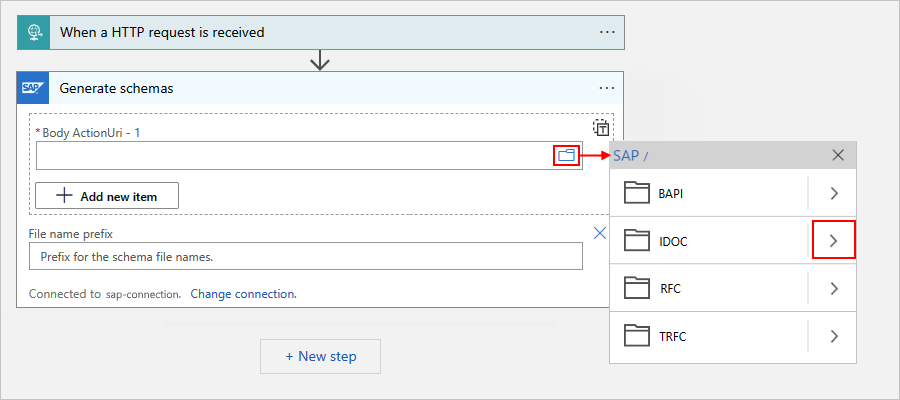 When a HTTP request is received
SAP
Generate schemas
* Body ActionUri - 1
Add new item
File name prefix
Prefix for the schema file names.
Connected to sap-connection. Change connection.
+ New step
SAP /
BAPI
IDOC
RFC
TRFC